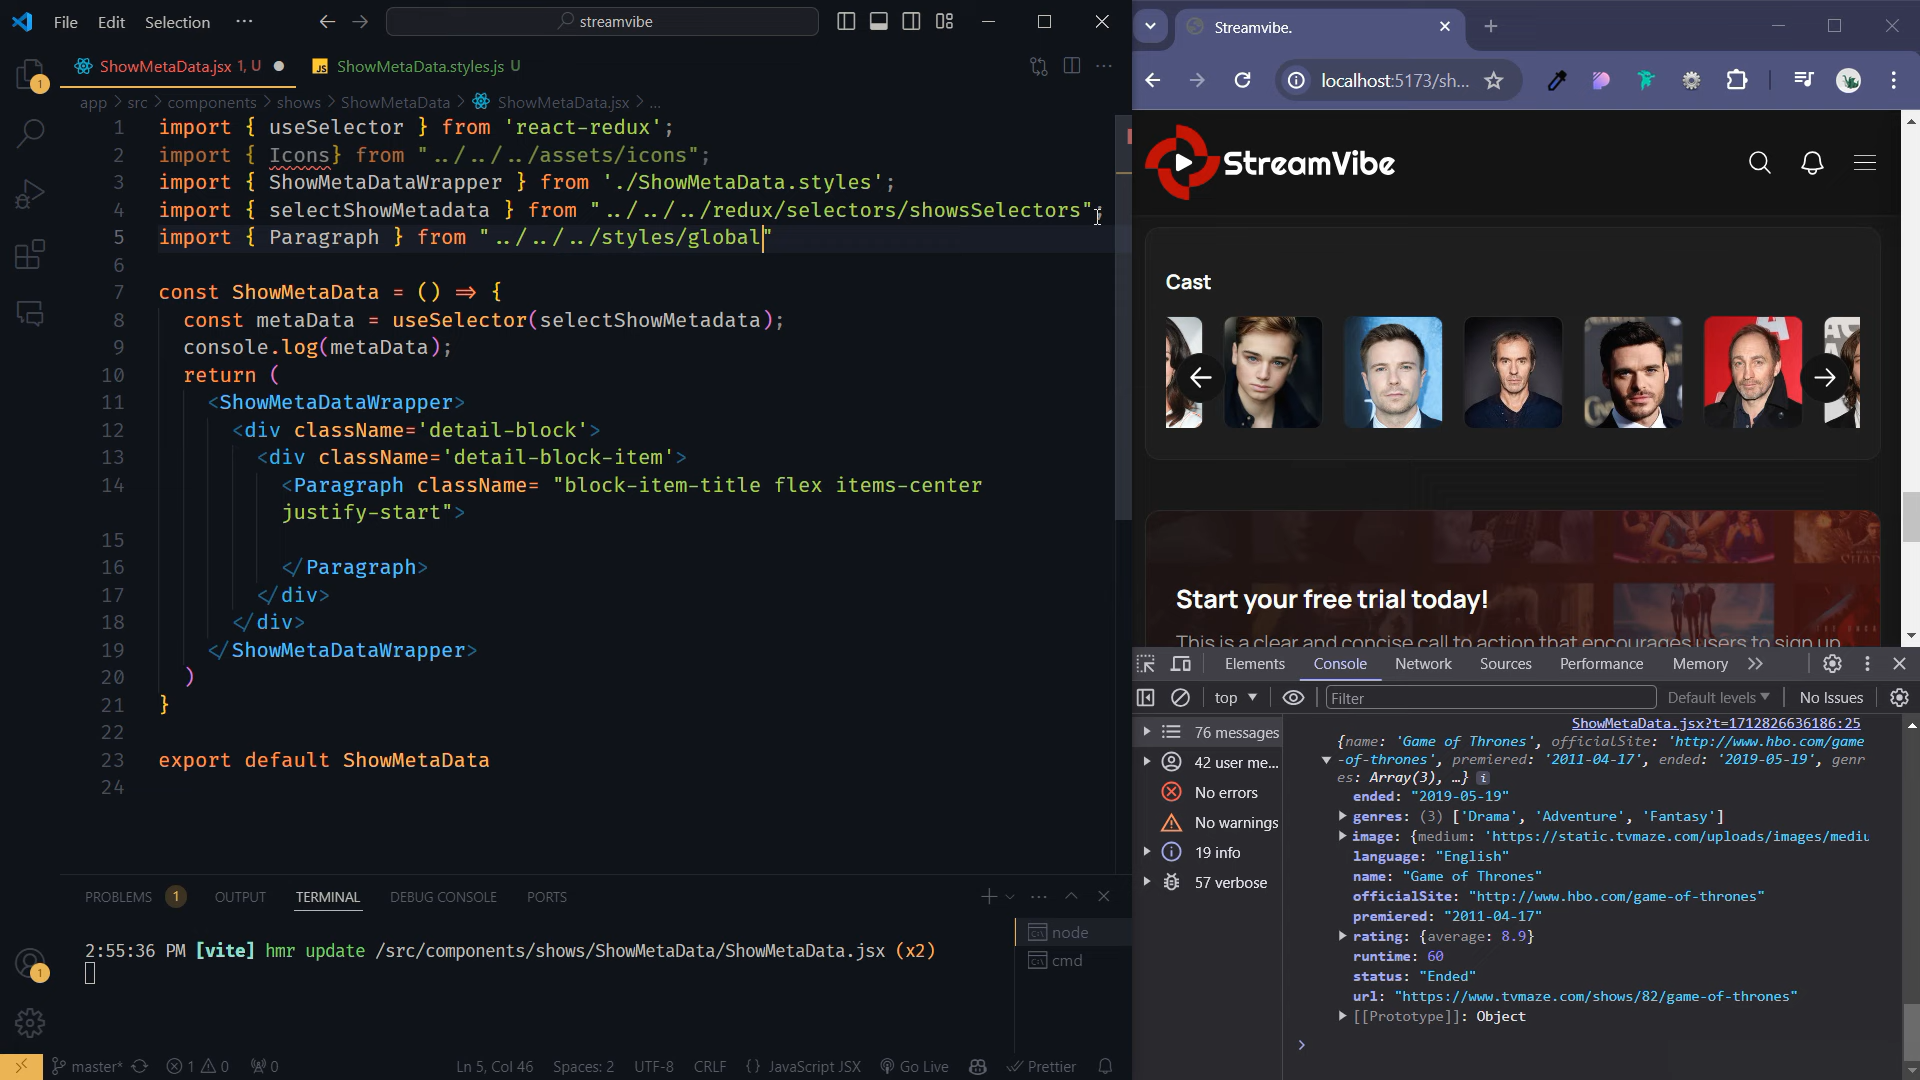 File Edit Selection ··· streamvibe
ShowMetaData.jsx 1, U ShowMetaData.styles.js U
app > src > components > shows > ShowMetaData > ShowMetaData.jsx > ...
1 import { useSelector } from 'react-redux';
2 import { Icons} from "../../../assets/icons";
3 import { ShowMetaDataWrapper } from './ShowMetaData.styles';
4 import { selectShowMetadata } from "../../../redux/selectors/showsSelectors";
5 import { Paragraph } from "../../../styles/global"
6
7 const ShowMetaData = () => {
8 const metaData = useSelector(selectShowMetadata);
9 console.log(metaData);
10 return (
11 <ShowMetaDataWrapper>
12 <div className='detail-block'>
13 <div className='detail-block-item'>
14 <Paragraph className= "block-item-title flex items-center
justify-start">
15
16 </Paragraph>
17 </div>
18 </div>
19 </ShowMetaDataWrapper>
20 )
21 }
22
23 export default ShowMetaData
24
PROBLEMS 1 OUTPUT TERMINAL DEBUG CONSOLE PORTS
2:55:36 PM [vite] hmr update /src/components/shows/ShowMetaData/ShowMetaData.jsx (x2)
node
cmd
1
1
master* 1 0 0 Ln 5, Col 46 Spaces: 2 UTF-8 CRLF {} JavaScript JSX Go Live Prettier
Streamvibe.
localhost:5173/sh...
StreamVibe
Cast
Start your free trial today!
This is a clear and concise call to action that encourages users to sign up
Elements Console Network Sources Performance Memory
top Filter Default levels No Issues
76 messages
42 user me...
No errors
No warnings
19 info
57 verbose
ShowMetaData.jsx?t=1712826636186:25
{name: 'Game of Thrones', officialSite: 'http://www.hbo.com/game
-of-thrones', premiered: '2011-04-17', ended: '2019-05-19', genr
es: Array(3), …} i
ended: "2019-05-19"
genres: (3) ['Drama', 'Adventure', 'Fantasy']
image: {medium: 'https://static.tvmaze.com/uploads/images/mediu
language: "English"
name: "Game of Thrones"
officialSite: "http://www.hbo.com/game-of-thrones"
premiered: "2011-04-17"
rating: {average: 8.9}
runtime: 60
status: "Ended"
url: "https://www.tvmaze.com/shows/82/game-of-thrones"
[[Prototype]]: Object